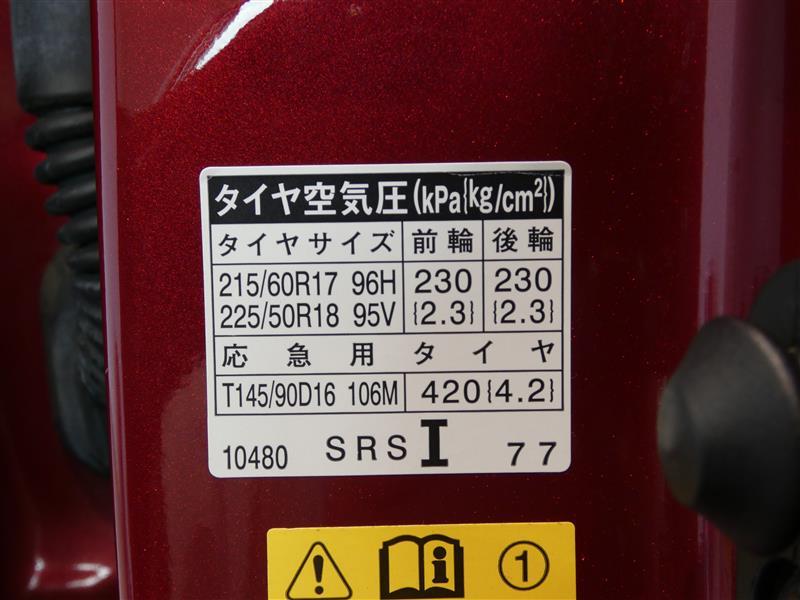 タイヤ空気圧(kPa{kg/cm²})
タイヤサイズ 前輪 後輪
215/60R17 96H 230 230
225/50R18 95V {2.3} {2.3}
応急用タイヤ
T145/90D16 106M 420{4.2}
10480 SRS I 77
i 1